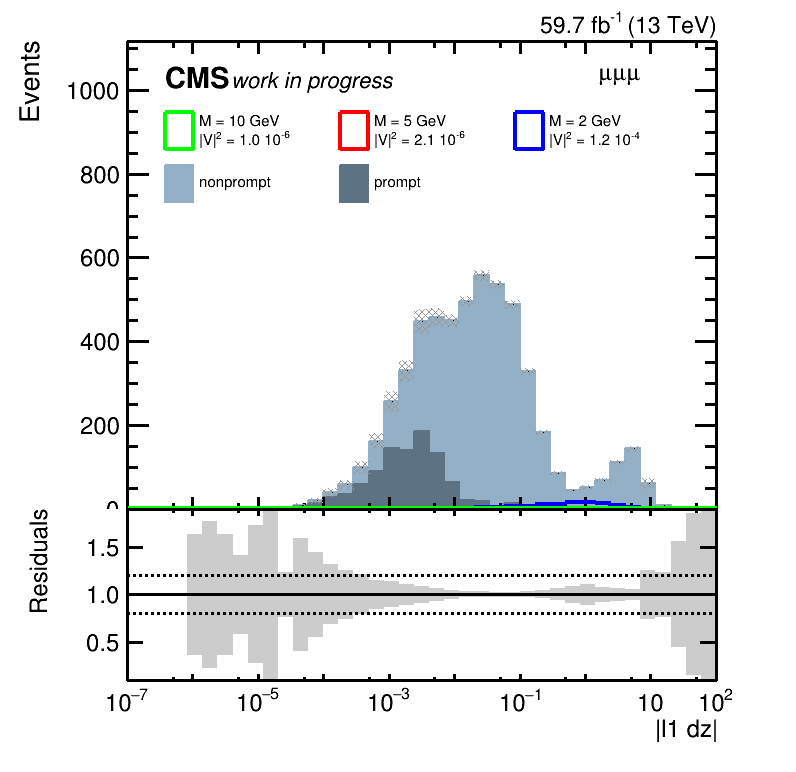 59.7 fb⁻¹ (13 TeV)
Events
CMS work in progress
μμμ
M = 10 GeV
|V|² = 1.0 10⁻⁶
M = 5 GeV
|V|² = 2.1 10⁻⁶
M = 2 GeV
|V|² = 1.2 10⁻⁴
nonprompt
prompt
1000
800
600
400
200
0
Residuals
1.5
1.0
0.5
10⁻⁷ 10⁻⁵ 10⁻³ 10⁻¹ 10 10²
|l1 dz|